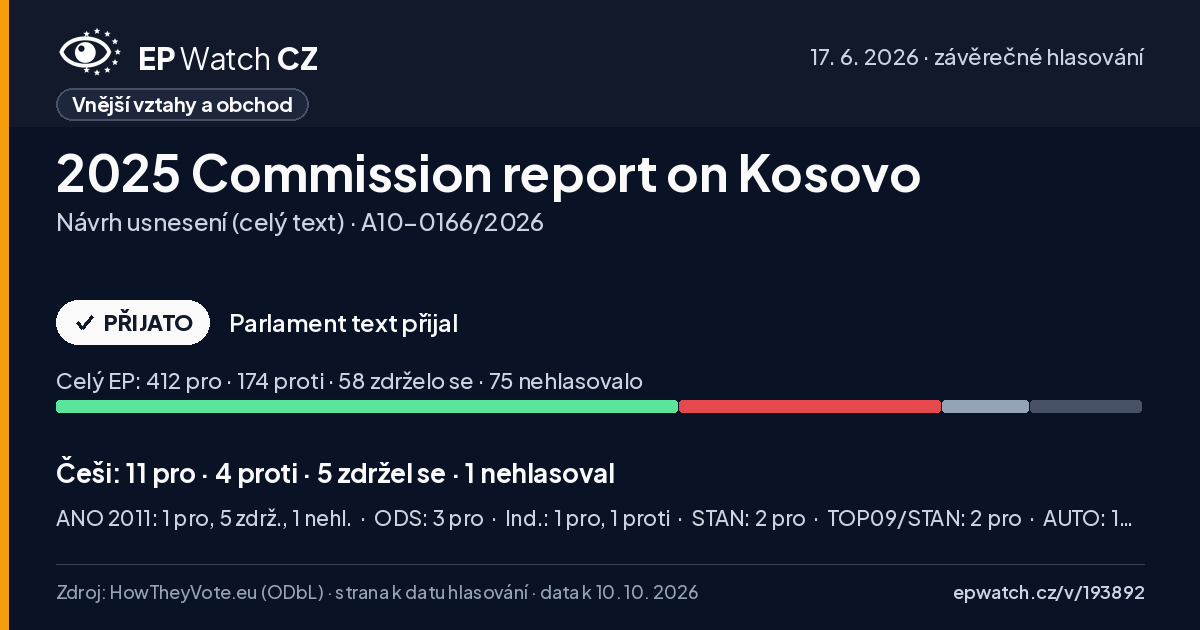 EP Watch CZ
17. 6. 2026 · závěrečné hlasování
Vnější vztahy a obchod
2025 Commission report on Kosovo
Návrh usnesení (celý text) · A10–0166/2026
✓ PŘIJATO
Parlament text přijal
Celý EP: 412 pro · 174 proti · 58 zdrželo se · 75 nehlasovalo
Češi: 11 pro · 4 proti · 5 zdržel se · 1 nehlasoval
ANO 2011: 1 pro, 5 zdrž., 1 nehl. · ODS: 3 pro · Ind.: 1 pro, 1 proti · STAN: 2 pro · TOP09/STAN: 2 pro · AUTO: 1…
Zdroj: HowTheyVote.eu (ODbL) · strana k datu hlasování · data k 10. 10. 2026
epwatch.cz/v/193892